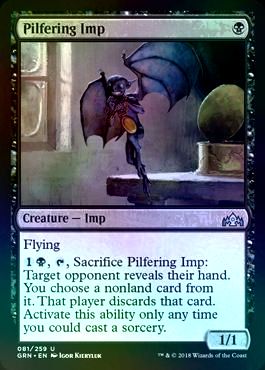 Pilfering Imp
Creature — Imp
Flying
1, Sacrifice Pilfering Imp:
Target opponent reveals their hand.
You choose a nonland card from
it. That player discards that card.
Activate this ability only any time
you could cast a sorcery.
1/1
081/259 U
GRN • EN Igor Kieryluk
™ & © 2018 Wizards of the Coast